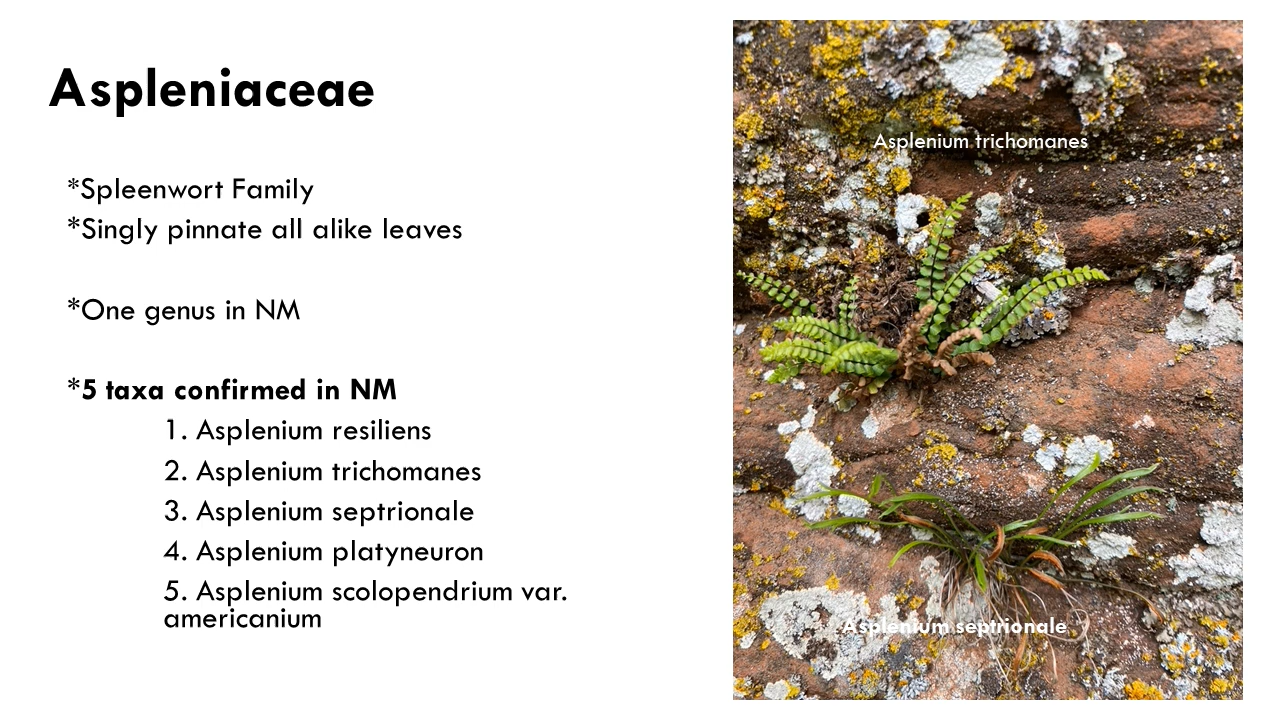 Aspleniaceae
*Spleenwort Family
*Singly pinnate all alike leaves
*One genus in NM
*5 taxa confirmed in NM
1. Asplenium resiliens
2. Asplenium trichomanes
3. Asplenium septrionale
4. Asplenium platyneuron
5. Asplenium scolopendrium var.
americanium
Asplenium trichomanes
Asplenium septrionale